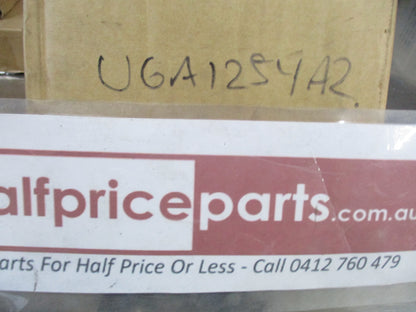 UGA1254A2
alfpriceparts.com.au
arts For Half Price Or Less - Call 0412 760 479